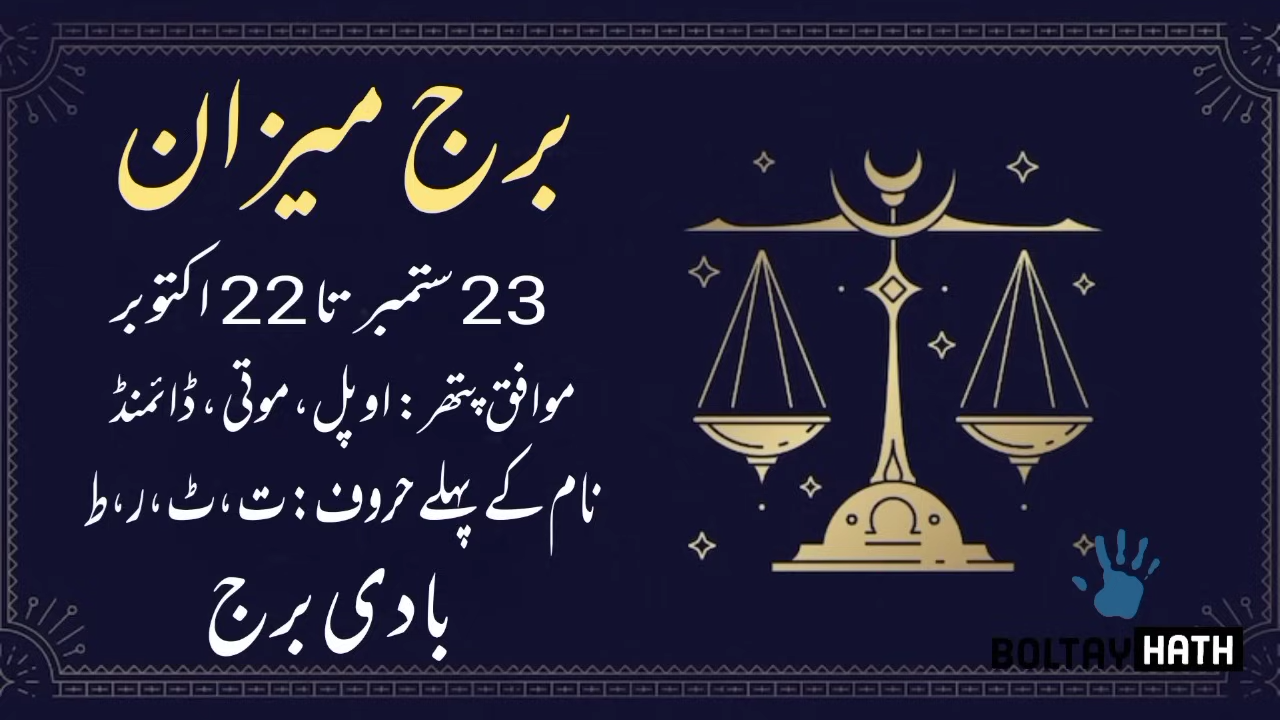 برج میزان
23 ستمبر تا 22 اکتوبر
موافق پتھر : اوپل، موتی، ڈائمنڈ
نام کے پہلے حروف : ت، ٹ، ر، ط
بادی برج
BOLTAY HATH